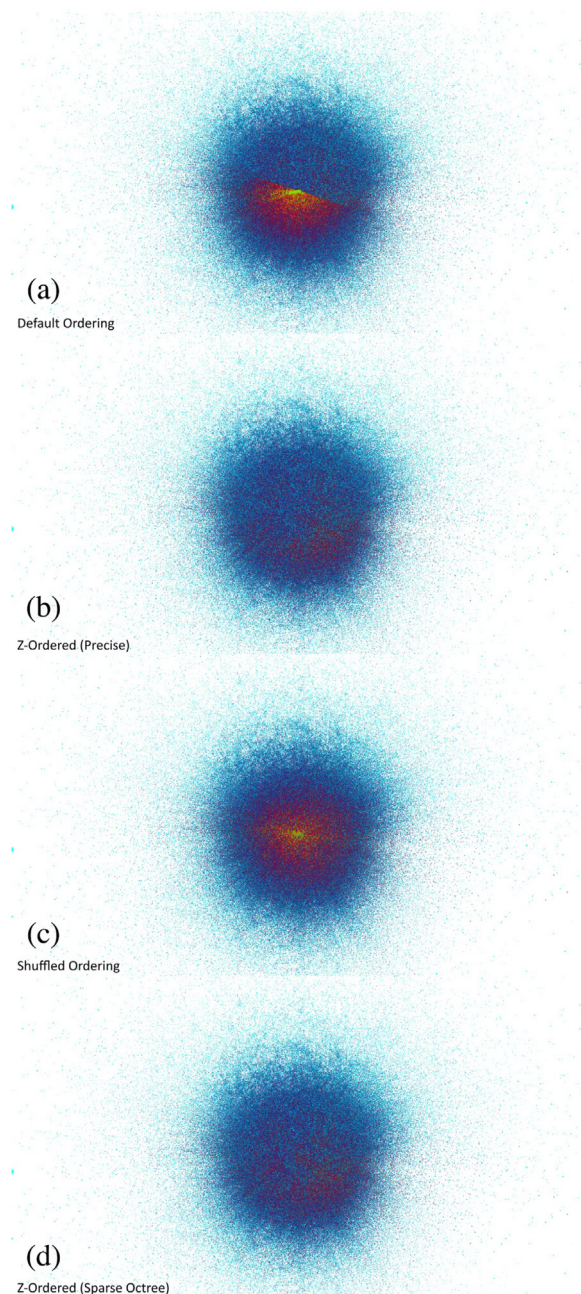 (a)
Default Ordering
(b)
Z-Ordered (Precise)
(c)
Shuffled Ordering
(d)
Z-Ordered (Sparse Octree)